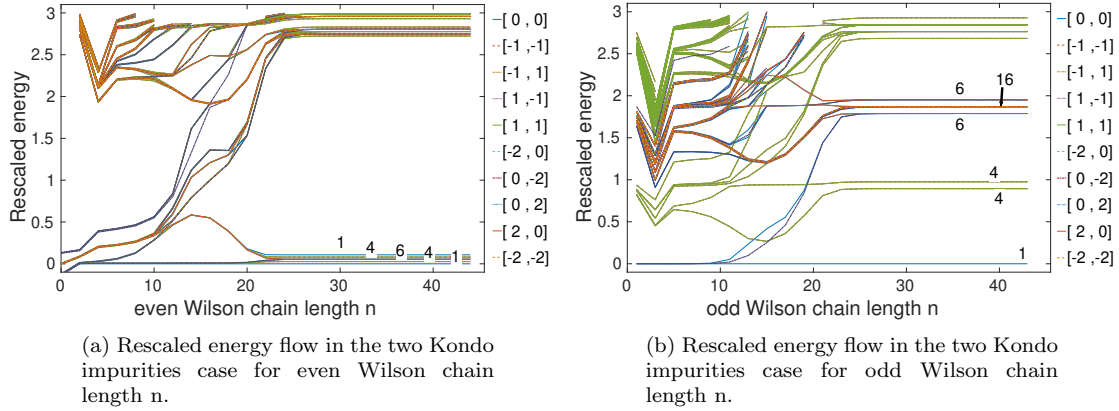 3
2.5
2
1.5
1
0.5
0
Rescaled energy
0 10 20 30 40
even Wilson chain length n
1 4 6 4 1
[ 0 , 0]
[-1 ,-1]
[-1 , 1]
[ 1 ,-1]
[ 1 , 1]
[-2 , 0]
[ 0 ,-2]
[ 0 , 2]
[ 2 , 0]
[-2 ,-2]
(a) Rescaled energy flow in the two Kondo
impurities case for even Wilson chain
length n.
3
2.5
2
1.5
1
0.5
0
Rescaled energy
0 10 20 30 40
odd Wilson chain length n
16
6
6
4
4
1
[ 0 , 0]
[-1 ,-1]
[-1 , 1]
[ 1 ,-1]
[ 1 , 1]
[-2 , 0]
[ 0 ,-2]
[ 0 , 2]
[ 2 , 0]
[-2 ,-2]
(b) Rescaled energy flow in the two Kondo
impurities case for odd Wilson chain
length n.